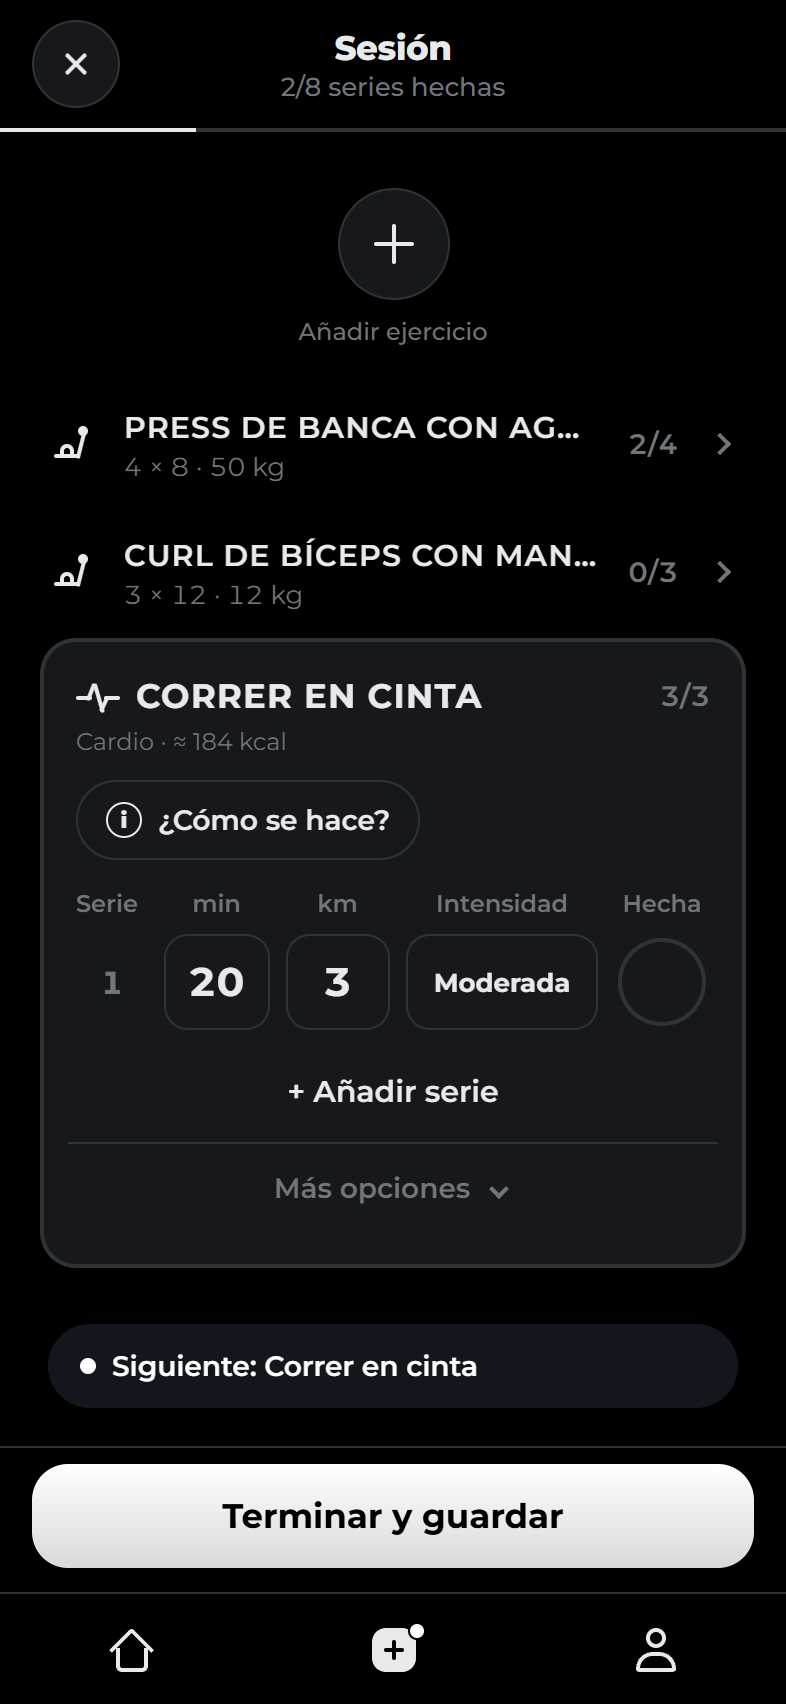 Sesión
2/8 series hechas
Añadir ejercicio
PRESS DE BANCA CON AG...
2/4
4 × 8 · 50 kg
CURL DE BÍCEPS CON MAN...
0/3
3 × 12 · 12 kg
CORRER EN CINTA
3/3
Cardio · ≈ 184 kcal
¿Cómo se hace?
Serie min km Intensidad Hecha
1 20 3 Moderada
+ Añadir serie
Más opciones
Siguiente: Correr en cinta
Terminar y guardar